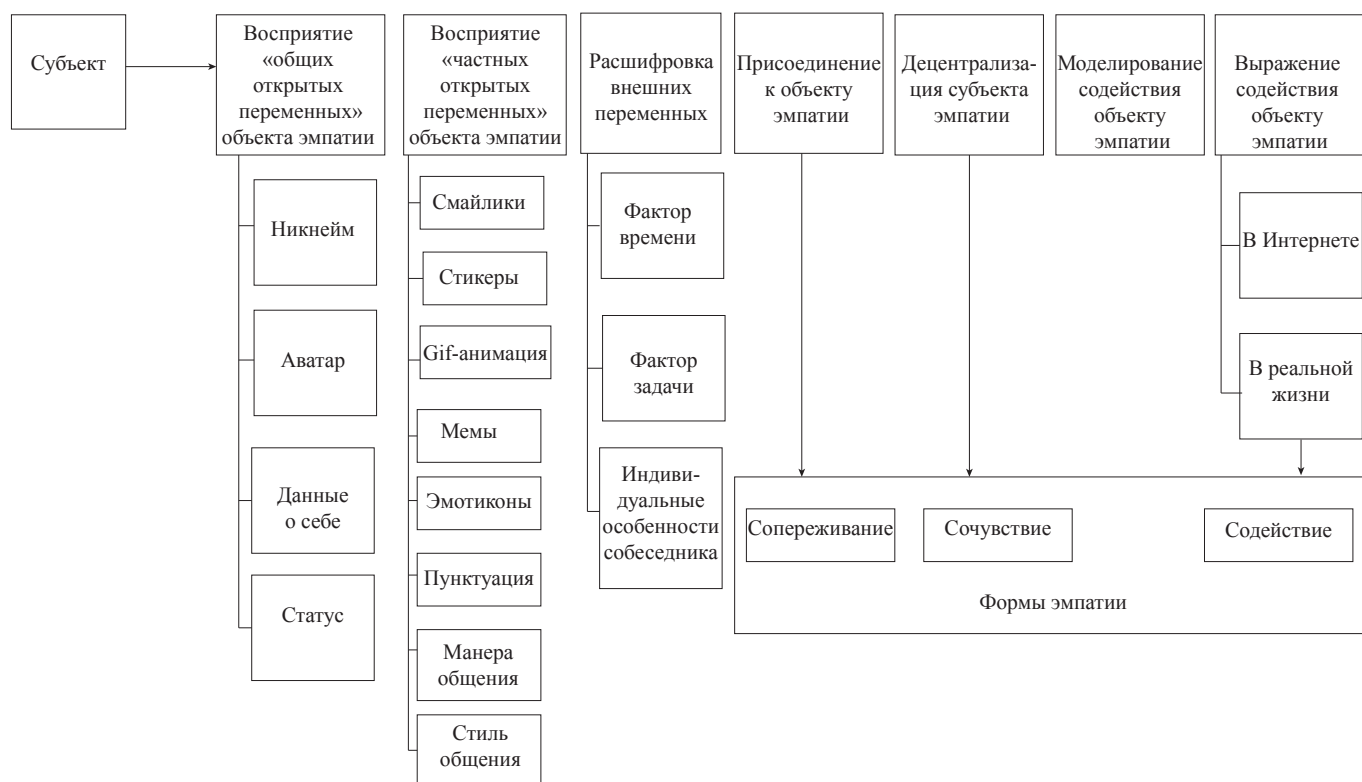 Субъект
Восприятие
«общих
открытых
переменных»
объекта эмпатии
Восприятие
«частных
открытых
переменных»
объекта эмпатии
Расшифровка
внешних
переменных
Присоединение
к объекту
эмпатии
Децентрализа-
ция субъекта
эмпатии
Моделирование
содействия
объекту
эмпатии
Выражение
содействия
объекту
эмпатии
Никнейм
Аватар
Данные
о себе
Статус
Смайлики
Стикеры
Gif-анимация
Мемы
Эмотиконы
Пунктуация
Манера
общения
Стиль
общения
Фактор
времени
Фактор
задачи
Индиви-
дуальные
особенности
собеседника
В Интернете
В реальной
жизни
Сопереживание
Сочувствие
Содействие
Формы эмпатии